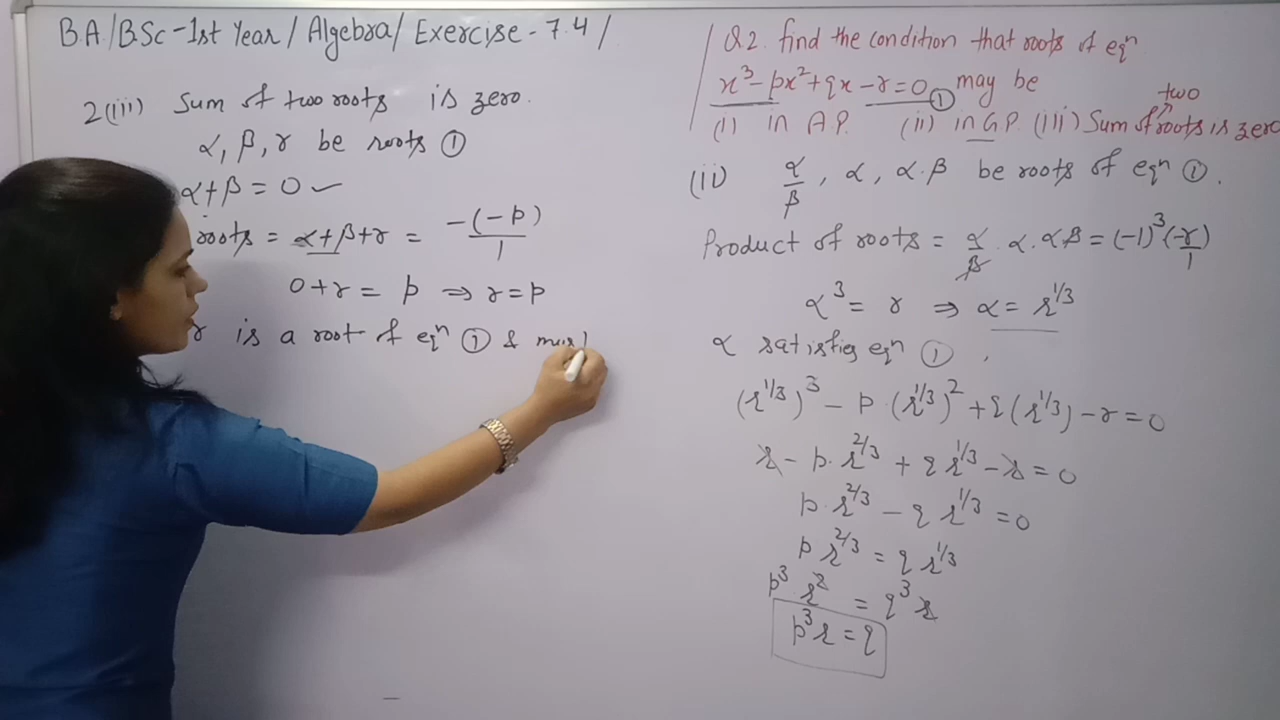 B.A./B.Sc-1st Year/Algebra/Exercise-7.4/
2(iii) Sum of two roots is zero.
α, β, γ be roots ①
α+β = 0 ✓
roots = α+β+γ = -(-p)/1
0+γ = p ⇒ γ=p
γ is a root of eqⁿ ① & mus
Q2. find the condition that roots of eqⁿ
x³-px²+qx-r=0 ① may be
(i) in A.P. (ii) in G.P. (iii) Sum of two roots is zero
(ii) α/β, α, α·β be roots of eqⁿ ①.
Product of roots = α/β · α · αβ = (-1)³(-r/1)
α³ = r ⇒ α = r^1/3
α satisfies eqⁿ ①,
(r^1/3)³ - p·(r^1/3)² + q(r^1/3) - r = 0
r - p·r^2/3 + q r^1/3 - r = 0
p·r^2/3 - q r^1/3 = 0
p r^2/3 = q r^1/3
p³ r² = q³ r
p³r = q